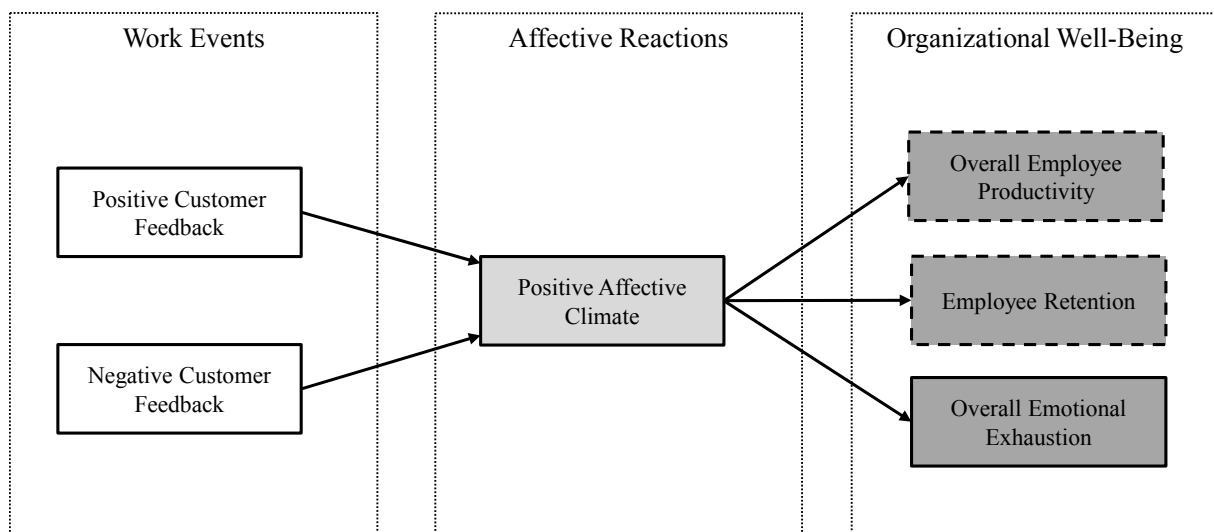 Work Events
Affective Reactions
Organizational Well-Being
Positive Customer
Feedback
Negative Customer
Feedback
Positive Affective
Climate
Overall Employee
Productivity
Employee Retention
Overall Emotional
Exhaustion